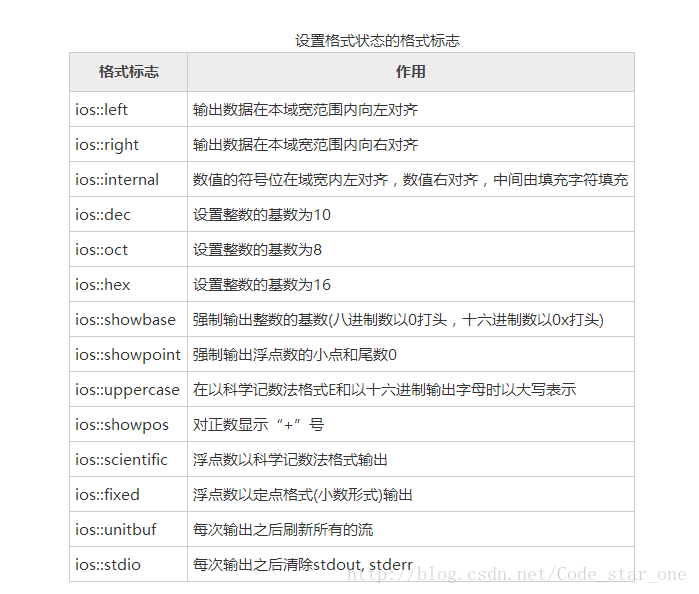 设置格式状态的格式标志
格式标志 作用
ios::left 输出数据在本域宽范围内向左对齐
ios::right 输出数据在本域宽范围内向右对齐
ios::internal 数值的符号位在域宽内左对齐，数值右对齐，中间由填充字符填充
ios::dec 设置整数的基数为10
ios::oct 设置整数的基数为8
ios::hex 设置整数的基数为16
ios::showbase 强制输出整数的基数(八进制数以0打头，十六进制数以0x打头)
ios::showpoint 强制输出浮点数的小点和尾数0
ios::uppercase 在以科学记数法格式E和以十六进制输出字母时以大写表示
ios::showpos 对正数显示“+”号
ios::scientific 浮点数以科学记数法格式输出
ios::fixed 浮点数以定点格式(小数形式)输出
ios::unitbuf 每次输出之后刷新所有的流
ios::stdio 每次输出之后清除stdout, stderr
http://blog.csdn.net/Code_star_one